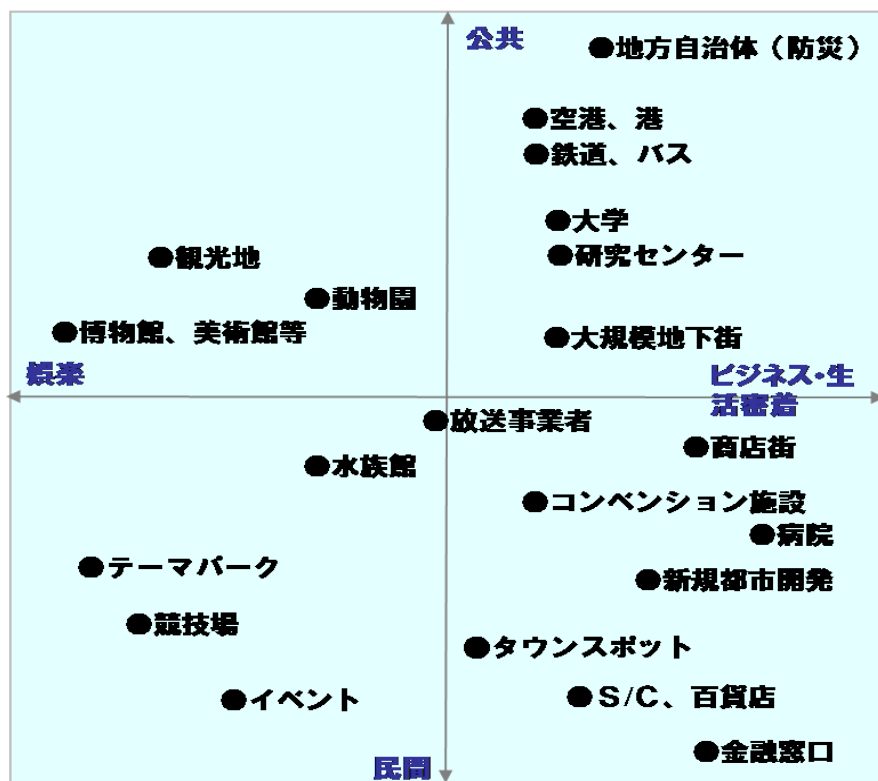 公共
●地方自治体（防災）
●空港、港
●鉄道、バス
●大学
●観光地
●研究センター
●動物園
●博物館、美術館等
●大規模地下街
娯楽
ビジネス・生
活密着
●放送事業者
●商店街
●水族館
●コンベンション施設
●病院
●テーマパーク
●新規都市開発
●競技場
●タウンスポット
●イベント
●S/C、百貨店
●金融窓口
民間